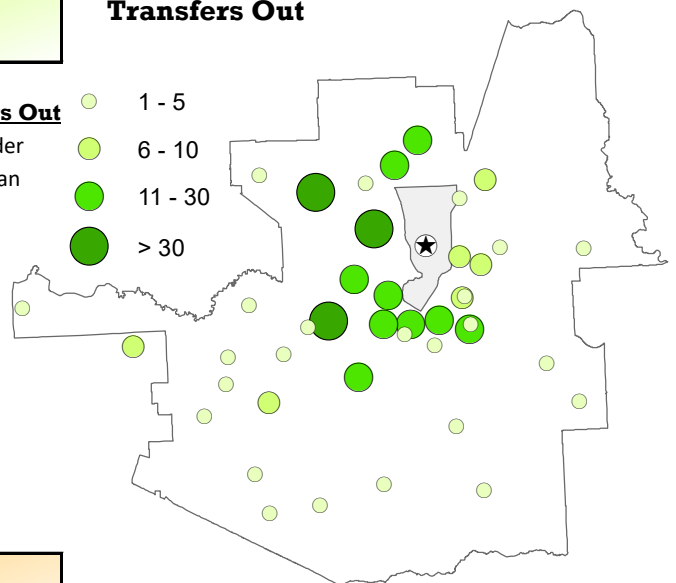 Transfers Out
s Out
der
an
1 - 5
6 - 10
11 - 30
> 30